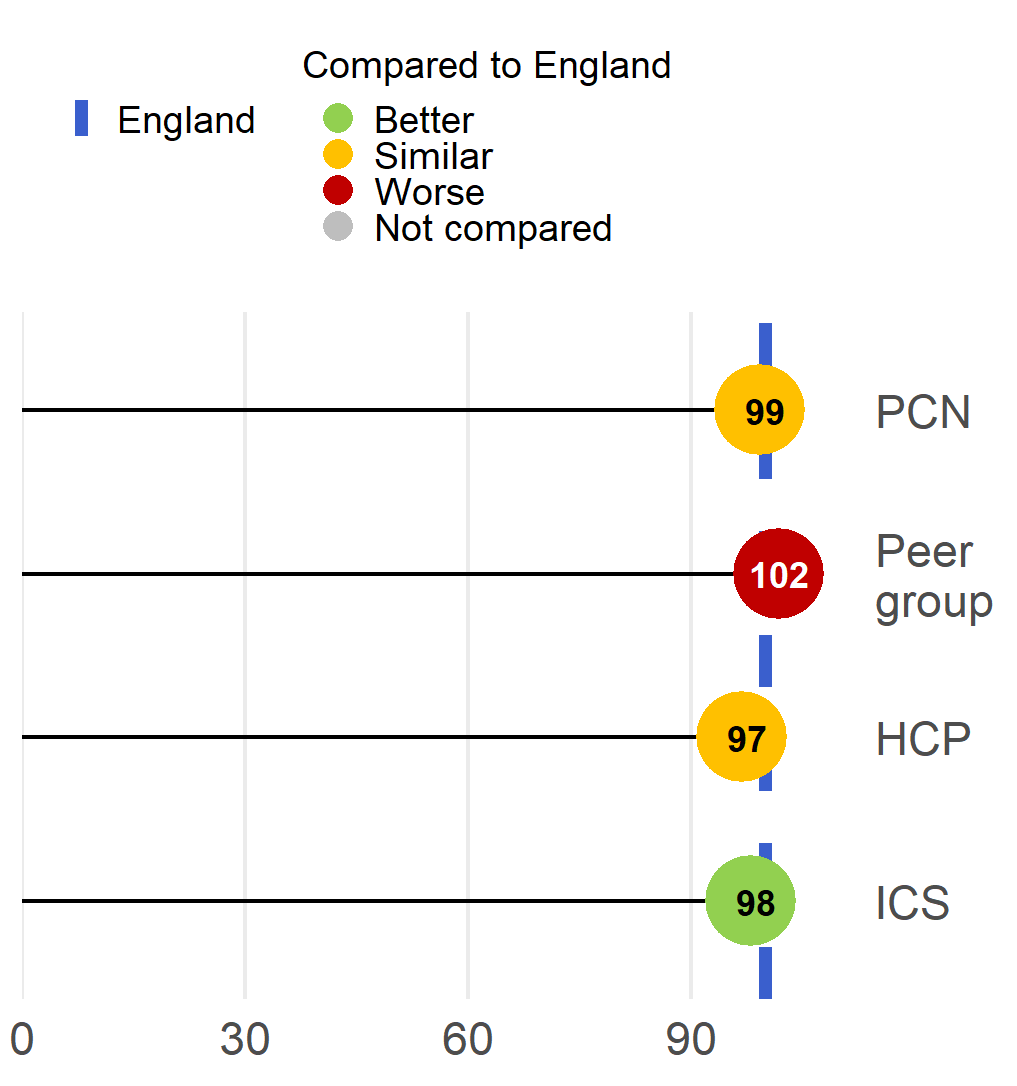 Compared to England
England
Better
Similar
Worse
Not compared
99
PCN
102
Peer
group
97
HCP
98
ICS
0 30 60 90